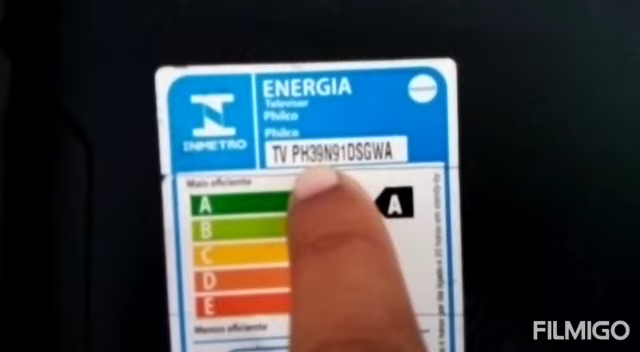 ENERGIA
Televisor
Philco
Philco
INMETRO
TV PH39N91DSGWA
Mais eficiente
A
A
B
C
D
E
Menos eficiente
FILMIGO